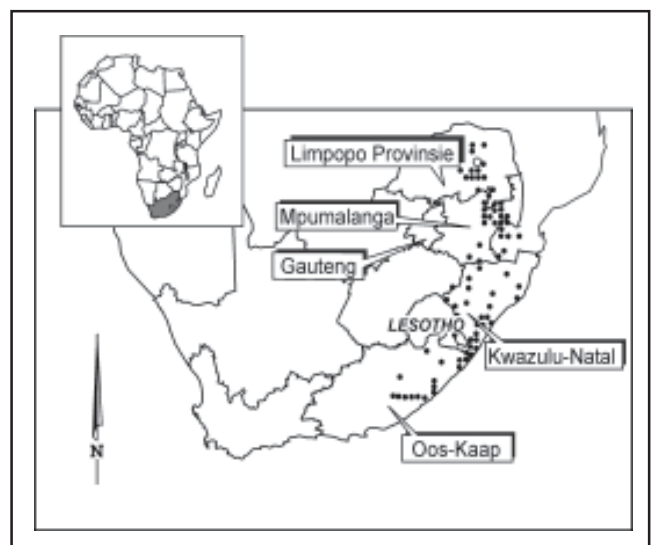 Limpopo Provinsie
Mpumalanga
Gauteng
LESOTHO
Kwazulu-Natal
Oos-Kaap
N